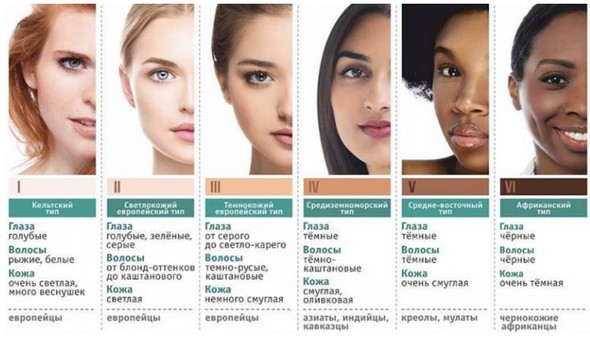 I
Кельтский
тип
Глаза
голубые
Волосы
рыжие, белые
Кожа
очень светлая,
много веснушек
европейцы
II
Светлокожий
европейский тип
Глаза
голубые, зелёные,
серые
Волосы
от блонд-оттенков
до каштанового
Кожа
светлая
европейцы
III
Темнокожий
европейский тип
Глаза
от серого
до светло-карего
Волосы
темно-русые,
каштановые
Кожа
немного смуглая
европейцы
IV
Средиземноморский
тип
Глаза
тёмные
Волосы
тёмно-
каштановые
Кожа
смуглая,
оливковая
азиаты, индийцы,
кавказцы
V
Средне-восточный
тип
Глаза
тёмные
Волосы
тёмные
Кожа
очень смуглая
креолы, мулаты
VI
Африканский
тип
Глаза
чёрные
Волосы
чёрные
Кожа
очень тёмная
чернокожие
африканцы